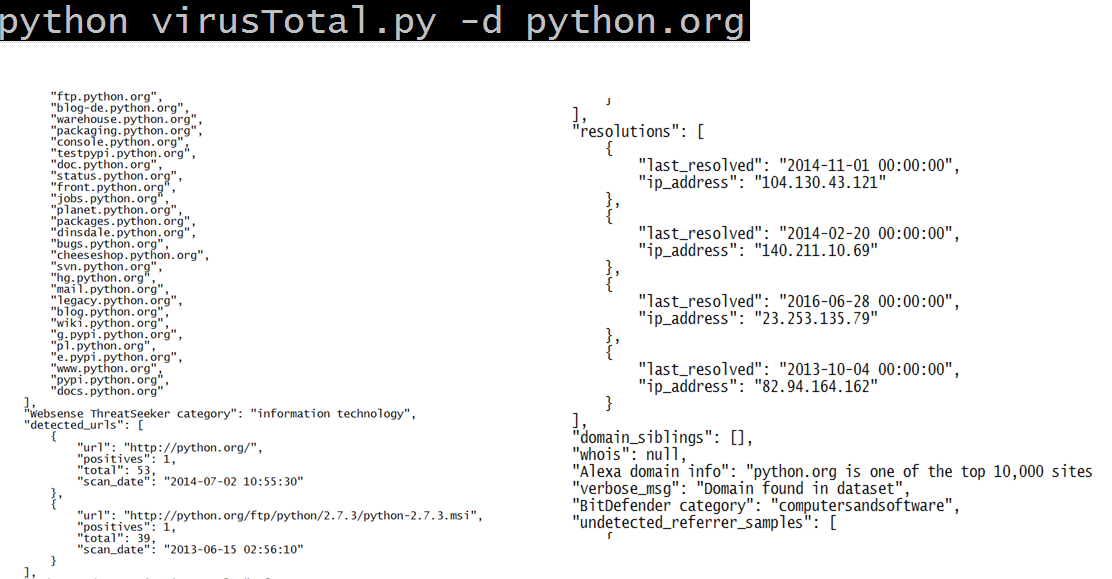 python virusTotal.py -d python.org
"ftp.python.org",
"blog-de.python.org",
"warehouse.python.org",
"packaging.python.org",
"console.python.org",
"testpypi.python.org",
"doc.python.org",
"status.python.org",
"front.python.org",
"jobs.python.org",
"planet.python.org",
"packages.python.org",
"dinsdale.python.org",
"bugs.python.org",
"cheeseshop.python.org",
"svn.python.org",
"hg.python.org",
"mail.python.org",
"legacy.python.org",
"blog.python.org",
"wiki.python.org",
"g.pypi.python.org",
"pl.python.org",
"e.pypi.python.org",
"www.python.org",
"pypi.python.org",
"docs.python.org"
],
"Websense ThreatSeeker category": "information technology",
"detected_urls": [
{
"url": "http://python.org/",
"positives": 1,
"total": 53,
"scan_date": "2014-07-02 10:55:30"
},
{
"url": "http://python.org/ftp/python/2.7.3/python-2.7.3.msi",
"positives": 1,
"total": 39,
"scan_date": "2013-06-15 02:56:10"
}
],
}
],
"resolutions": [
{
"last_resolved": "2014-11-01 00:00:00",
"ip_address": "104.130.43.121"
},
{
"last_resolved": "2014-02-20 00:00:00",
"ip_address": "140.211.10.69"
},
{
"last_resolved": "2016-06-28 00:00:00",
"ip_address": "23.253.135.79"
},
{
"last_resolved": "2013-10-04 00:00:00",
"ip_address": "82.94.164.162"
}
],
"domain_siblings": [],
"whois": null,
"Alexa domain info": "python.org is one of the top 10,000 sites
"verbose_msg": "Domain found in dataset",
"BitDefender category": "computersandsoftware",
"undetected_referrer_samples": [
{